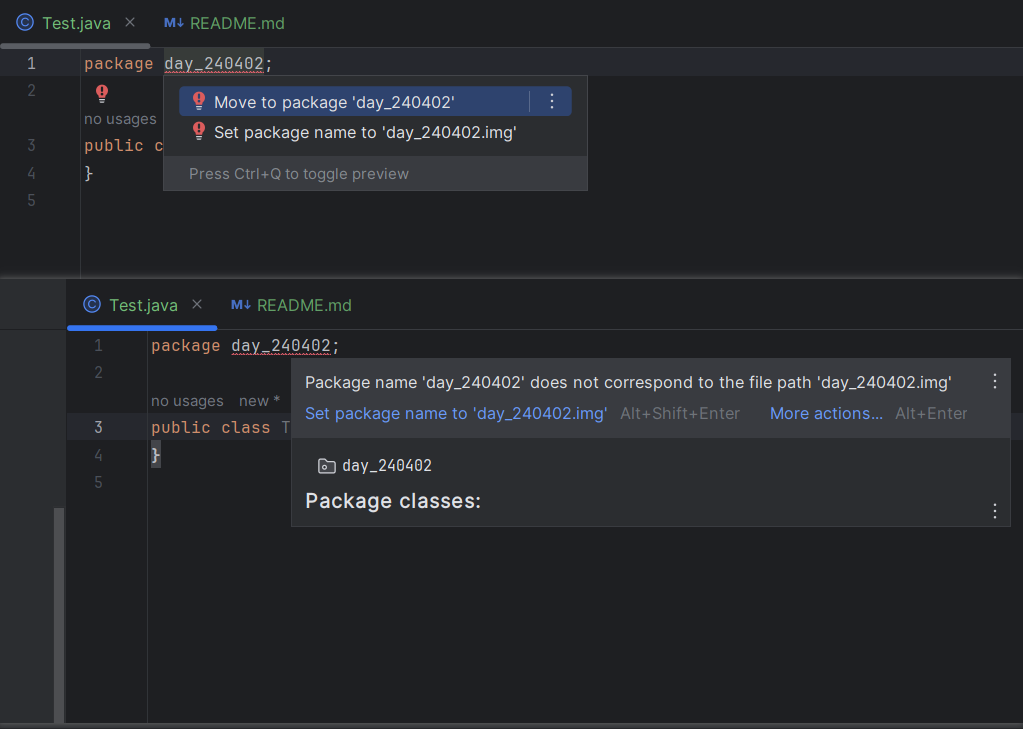 Test.java README.md
1 package day_240402;
2
Move to package 'day_240402'
no usages
Set package name to 'day_240402.img'
3 public c
4 }
Press Ctrl+Q to toggle preview
5
Test.java README.md
1 package day_240402;
2
Package name 'day_240402' does not correspond to the file path 'day_240402.img'
no usages new *
Set package name to 'day_240402.img' Alt+Shift+Enter More actions... Alt+Enter
3 public class T
4 }
day_240402
5
Package classes: